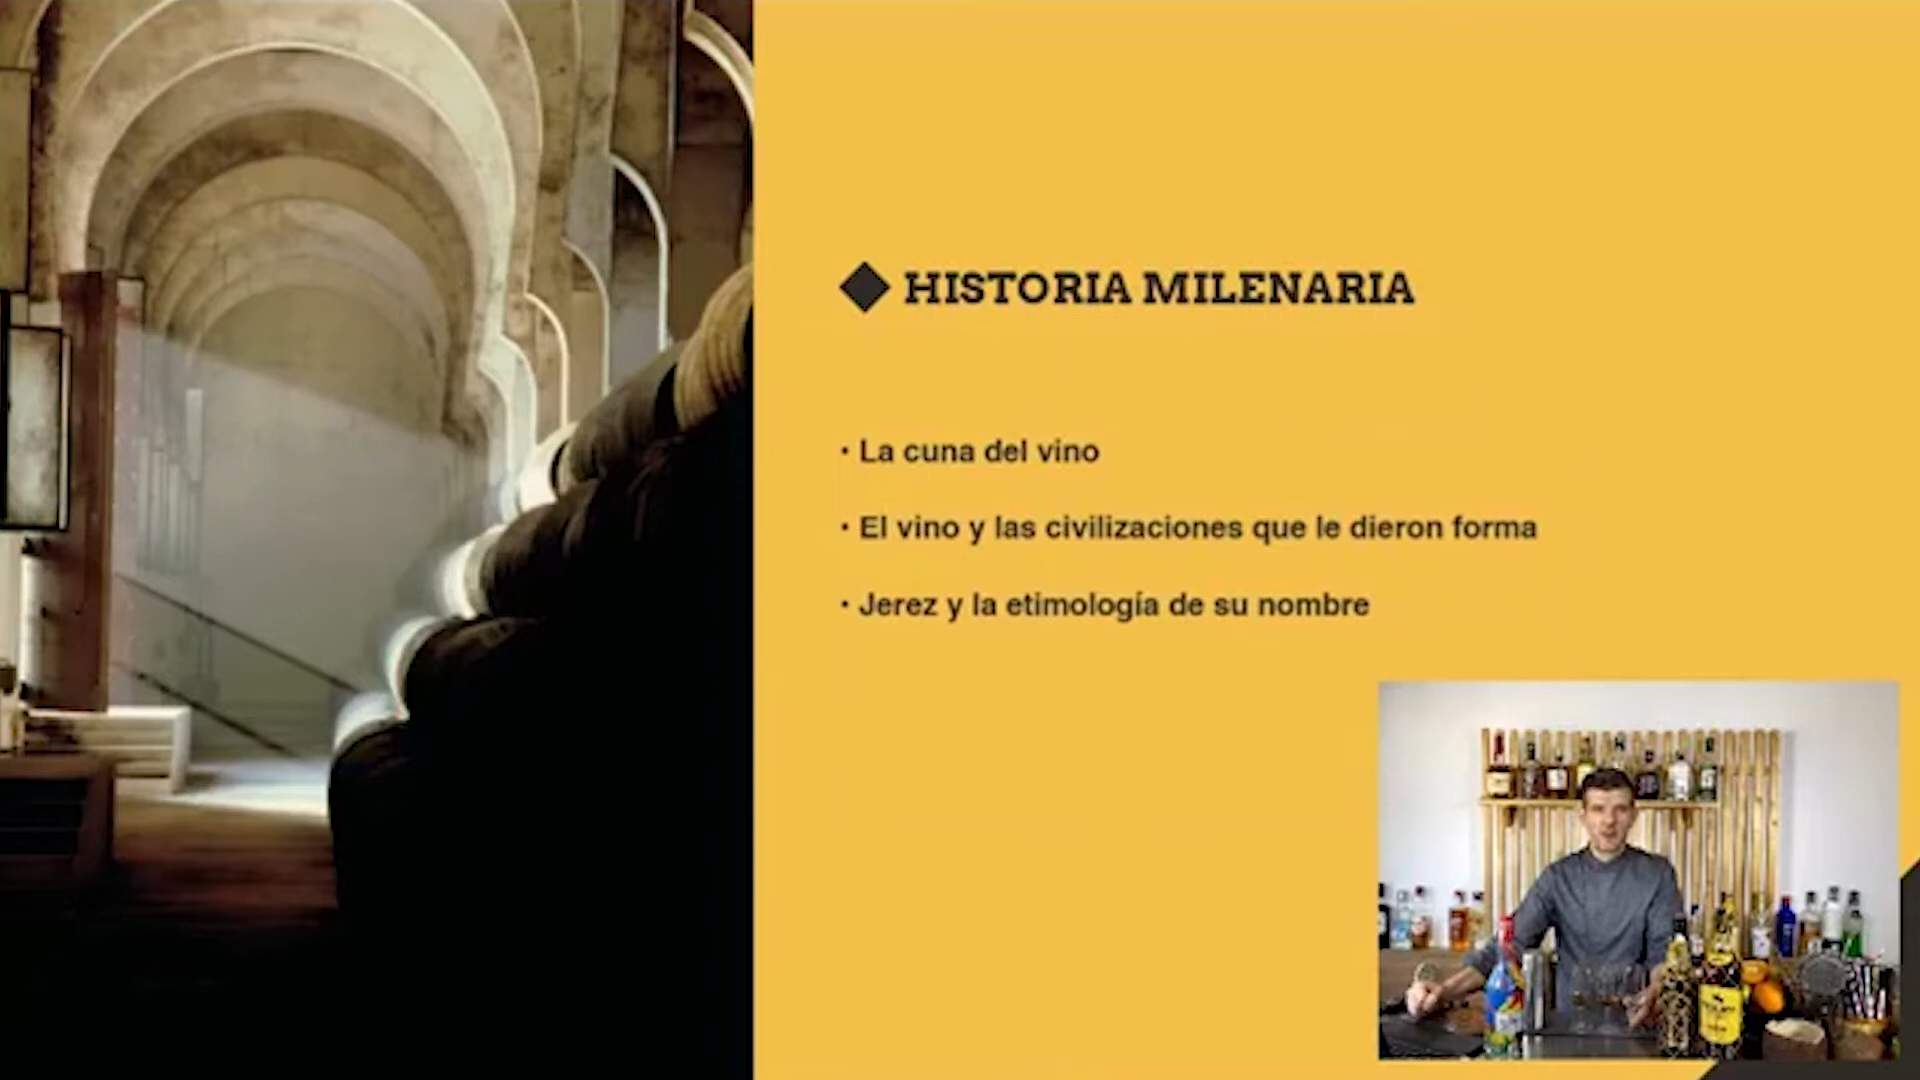 HISTORIA MILENARIA
• La cuna del vino
• El vino y las civilizaciones que le dieron forma
• Jerez y la etimología de su nombre